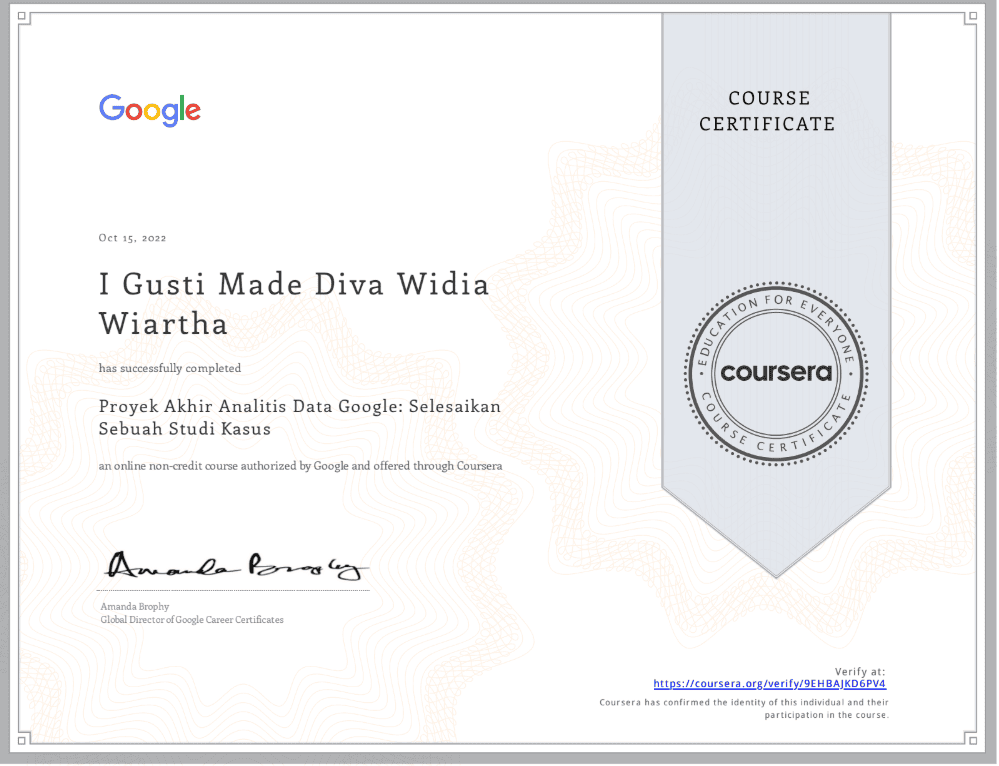 Google
COURSE
CERTIFICATE
Oct 15, 2022
I Gusti Made Diva Widia
Wiartha
has successfully completed
Proyek Akhir Analitis Data Google: Selesaikan
Sebuah Studi Kasus
an online non-credit course authorized by Google and offered through Coursera
EDUCATION FOR EVERYONE
coursera
COURSE CERTIFICATE
Amanda Brophy
Amanda Brophy
Global Director of Google Career Certificates
Verify at:
https://coursera.org/verify/9EHBAJKD6PV4
Coursera has confirmed the identity of this individual and their
participation in the course.